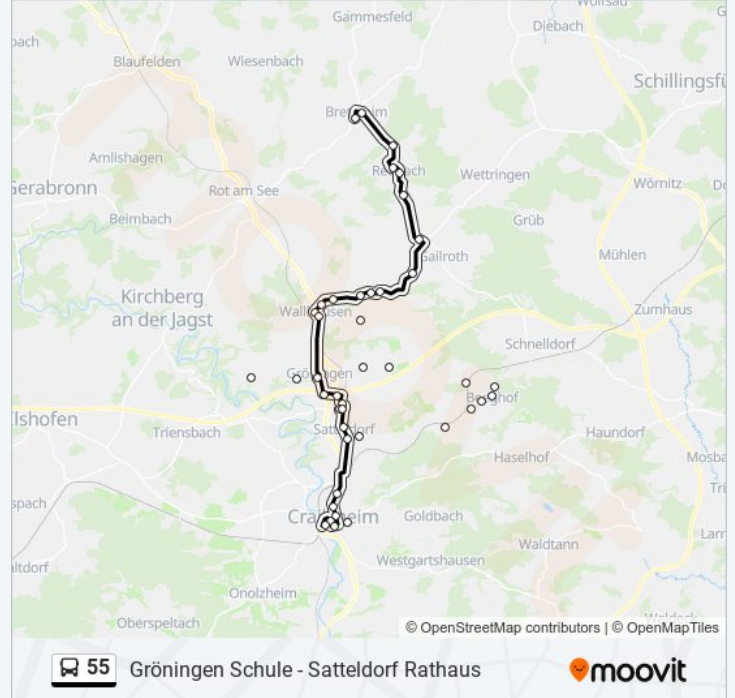 Gammesfeld
Diebach
Blaufelden
Wiesenbach
Schillingsfü
Amlishagen
Wettringen
Gerabronn
Rot am See
Wörnitz
Beimbach
Grüb
Mühlen
Kirchberg
an der Jagst
Zumhaus
Schnelldorf
Triensbach
Haundorf
Haselhof
Goldbach
Waldtann
Westgartshausen
Onolzheim
Oberspeltach
© OpenStreetMap contributors | © OpenMapTiles
55 Gröningen Schule - Satteldorf Rathaus
moovit